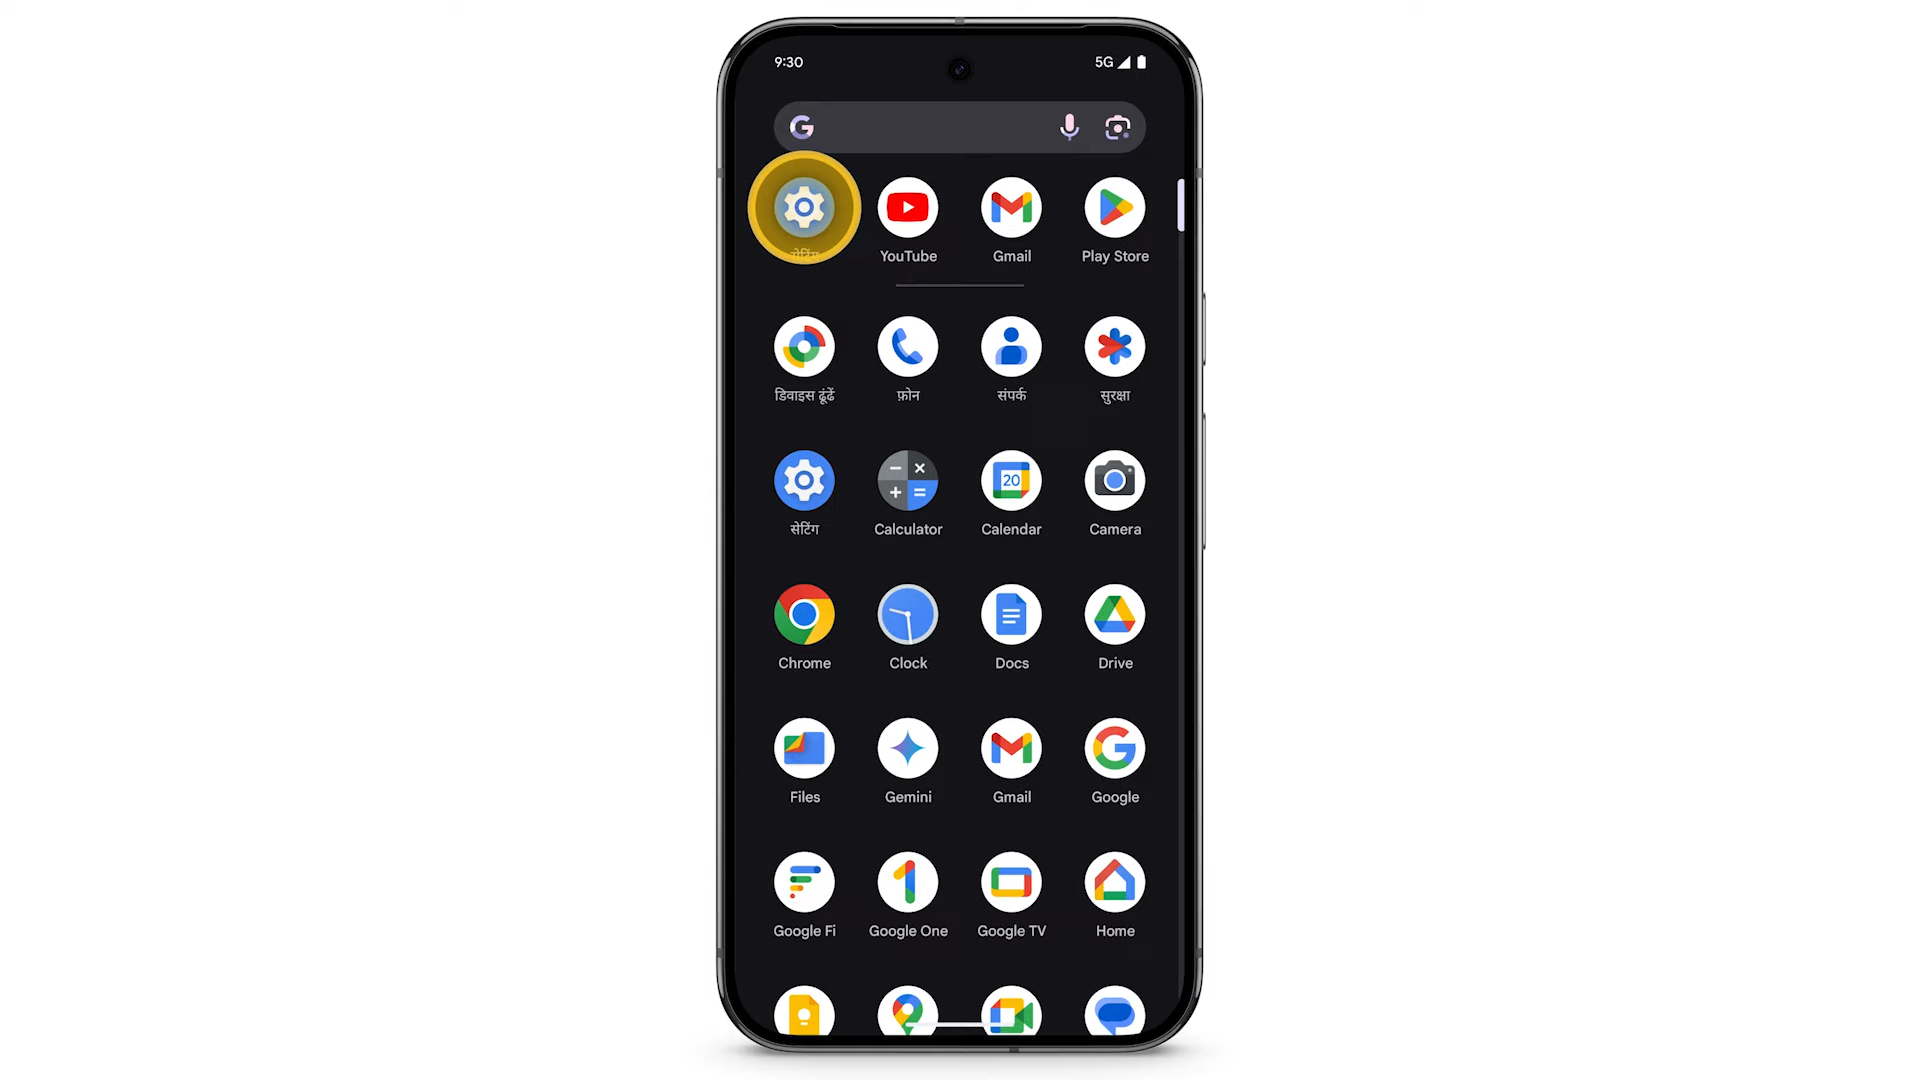 9:30 5G
YouTube Gmail Play Store
डिवाइस ढूंढें फ़ोन संपर्क सुरक्षा
20
सेटिंग Calculator Calendar Camera
Chrome Clock Docs Drive
Files Gemini Gmail Google
Google Fi Google One Google TV Home